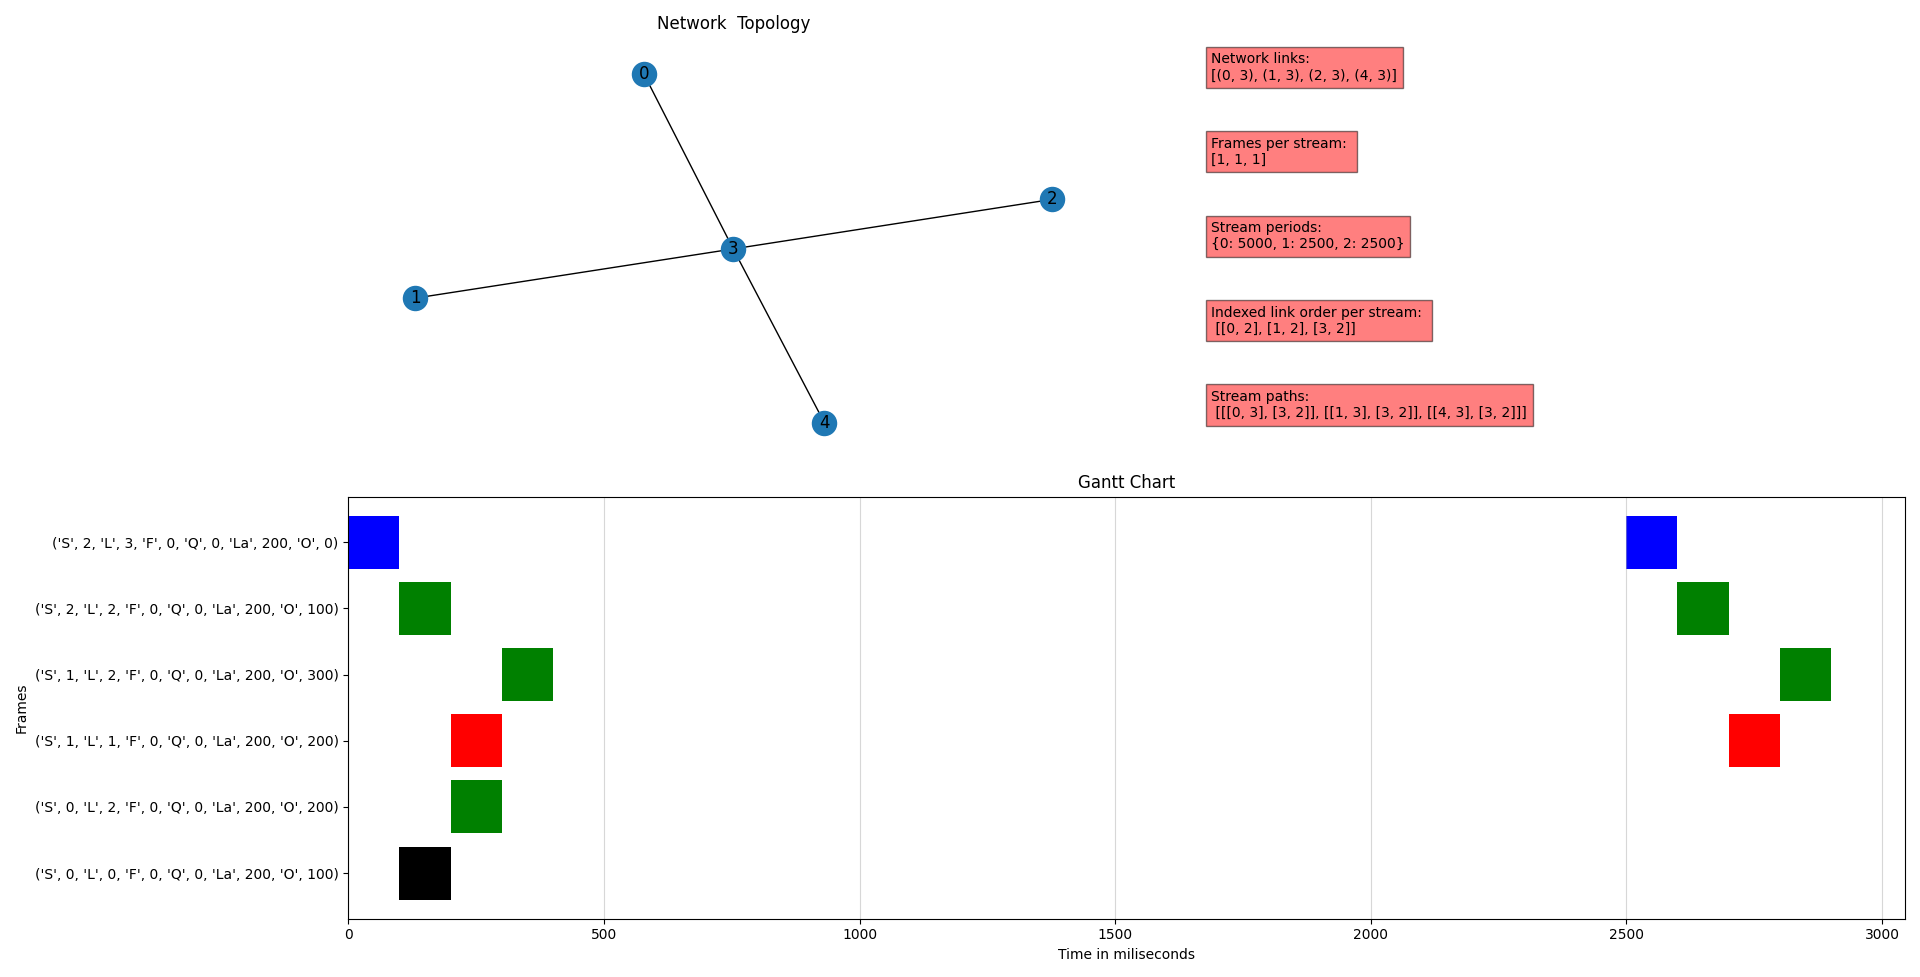 Network  Topology
0
2
3
1
4
Network links:
[(0, 3), (1, 3), (2, 3), (4, 3)]
Frames per stream:
[1, 1, 1]
Stream periods:
{0: 5000, 1: 2500, 2: 2500}
Indexed link order per stream:
[[0, 2], [1, 2], [3, 2]]
Stream paths:
[[[0, 3], [3, 2]], [[1, 3], [3, 2]], [[4, 3], [3, 2]]]
Gantt Chart
Frames
('S', 2, 'L', 3, 'F', 0, 'Q', 0, 'La', 200, 'O', 0)
('S', 2, 'L', 2, 'F', 0, 'Q', 0, 'La', 200, 'O', 100)
('S', 1, 'L', 2, 'F', 0, 'Q', 0, 'La', 200, 'O', 300)
('S', 1, 'L', 1, 'F', 0, 'Q', 0, 'La', 200, 'O', 200)
('S', 0, 'L', 2, 'F', 0, 'Q', 0, 'La', 200, 'O', 200)
('S', 0, 'L', 0, 'F', 0, 'Q', 0, 'La', 200, 'O', 100)
0 500 1000 1500 2000 2500 3000
Time in miliseconds